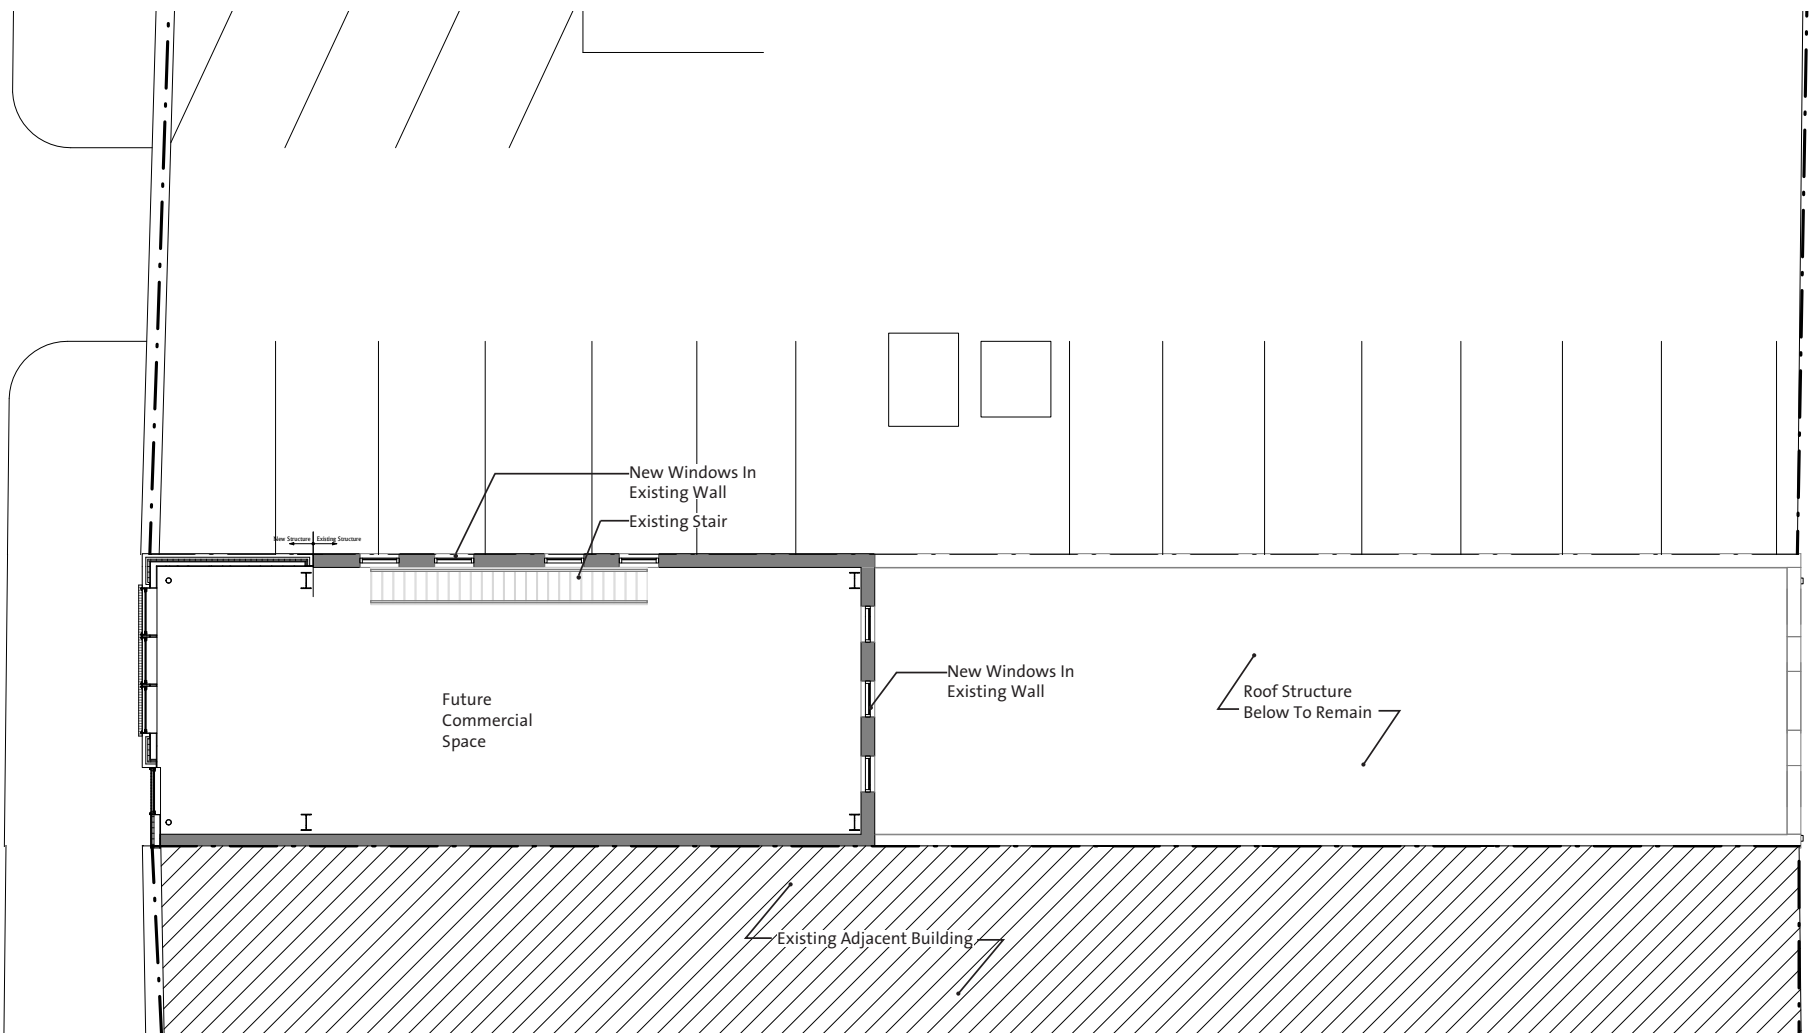 New Windows In
Existing Wall
Existing Stair
New Structure
Existing Structure
New Windows In
Existing Wall
Roof Structure
Below To Remain
Future
Commercial
Space
Existing Adjacent Building